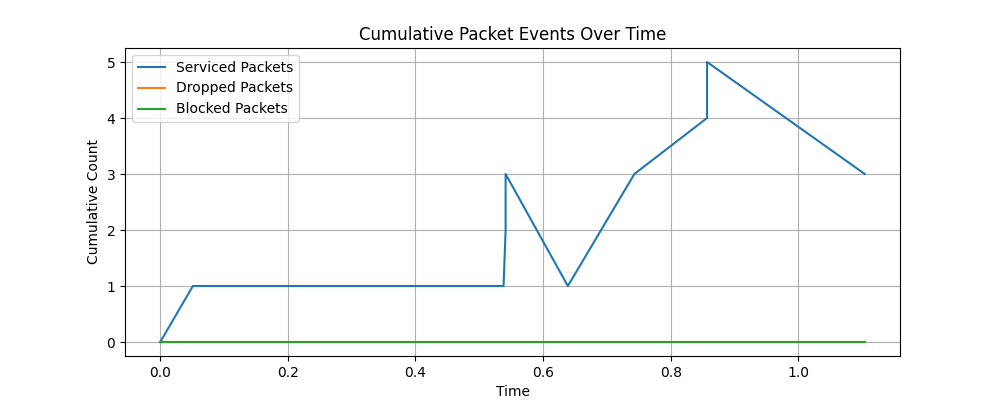 Cumulative Packet Events Over Time
Serviced Packets
Dropped Packets
Blocked Packets
Cumulative Count
5
4
3
2
1
0
0.0 0.2 0.4 0.6 0.8 1.0
Time